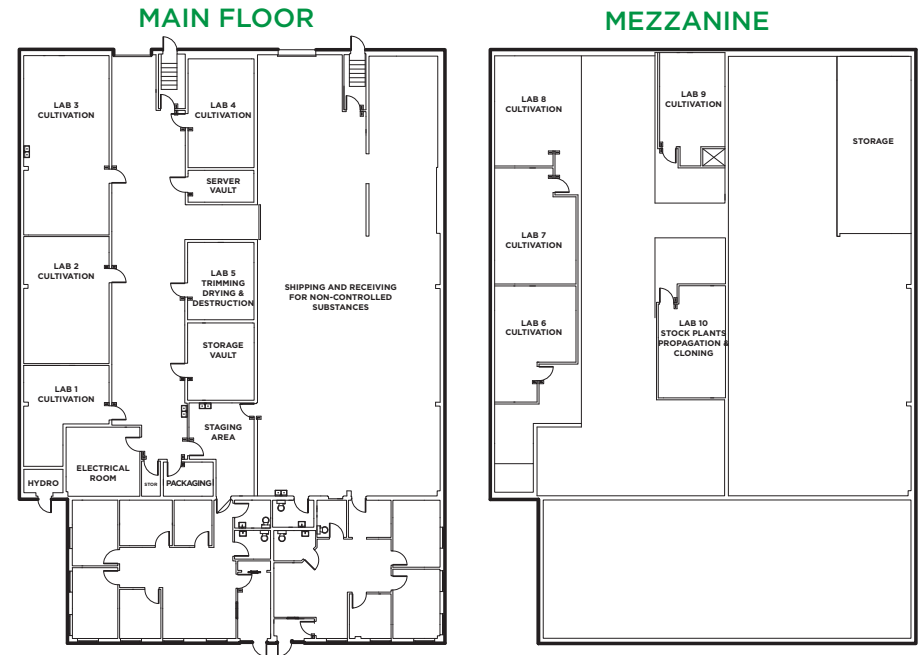 MAIN FLOOR
LAB 3
CULTIVATION
LAB 4
CULTIVATION
SERVER
VAULT
LAB 2
CULTIVATION
LAB 5
TRIMMING
DRYING &
DESTRUCTION
SHIPPING AND RECEIVING
FOR NON-CONTROLLED
SUBSTANCES
STORAGE
VAULT
LAB 1
CULTIVATION
STAGING
AREA
ELECTRICAL
ROOM
HYDRO
STOR
PACKAGING
MEZZANINE
LAB 8
CULTIVATION
LAB 9
CULTIVATION
STORAGE
LAB 7
CULTIVATION
LAB 6
CULTIVATION
LAB 10
STOCK PLANTS
PROPAGATION &
CLONING